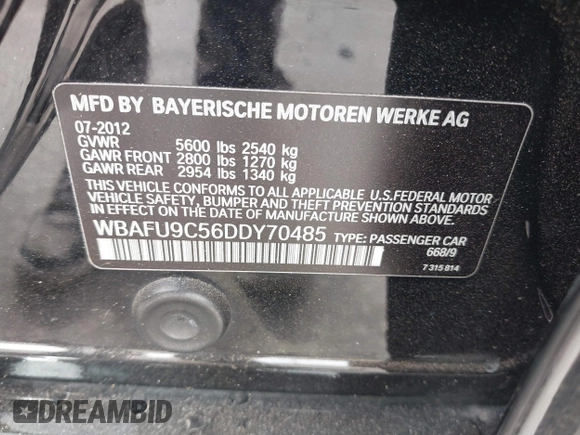 MFD BY BAYERISCHE MOTOREN WERKE AG
07-2012
GVWR 5600 lbs 2540 kg
GAWR FRONT 2800 lbs 1270 kg
GAWR REAR 2954 lbs 1340 kg
THIS VEHICLE CONFORMS TO ALL APPLICABLE U.S.FEDERAL MOTOR
VEHICLE SAFETY, BUMPER, AND THEFT PREVENTION STANDARDS
IN EFFECT ON THE DATE OF MANUFACTURE SHOWN ABOVE.
WBAFU9C56DDY70485 TYPE: PASSENGER CAR
668/9
7 315 814
DREAMBID